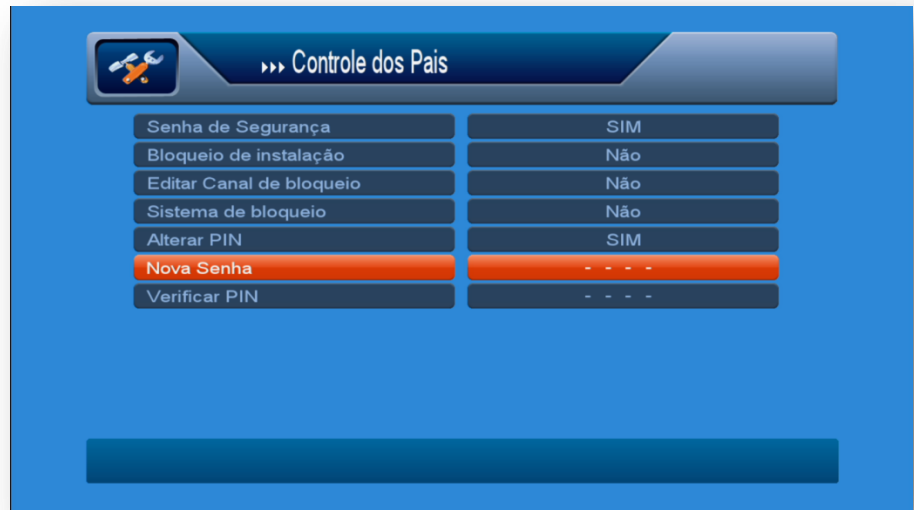 ››› Controle dos Pais
Senha de Segurança SIM
Bloqueio de instalação Não
Editar Canal de bloqueio Não
Sistema de bloqueio Não
Alterar PIN SIM
Nova Senha - - - -
Verificar PIN - - - -